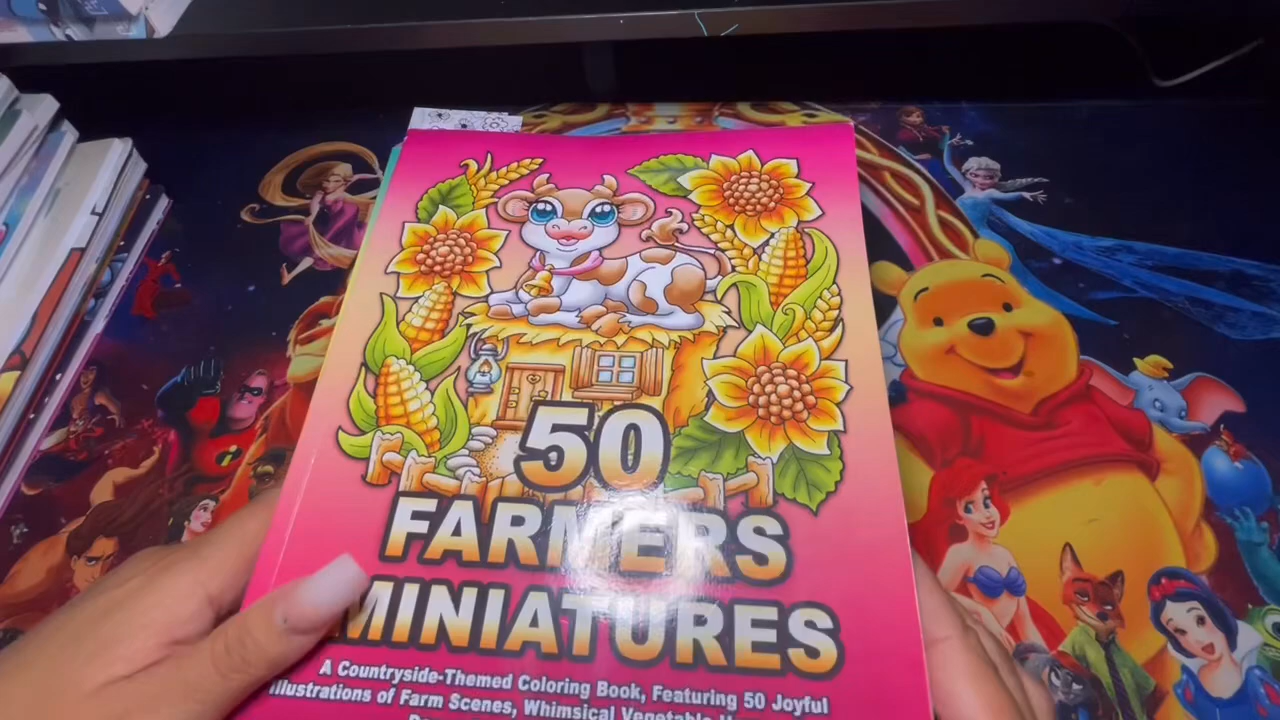 50
FARMERS
MINIATURES
A Countryside-Themed Coloring Book, Featuring 50 Joyful
Illustrations of Farm Scenes, Whimsical Vegetable